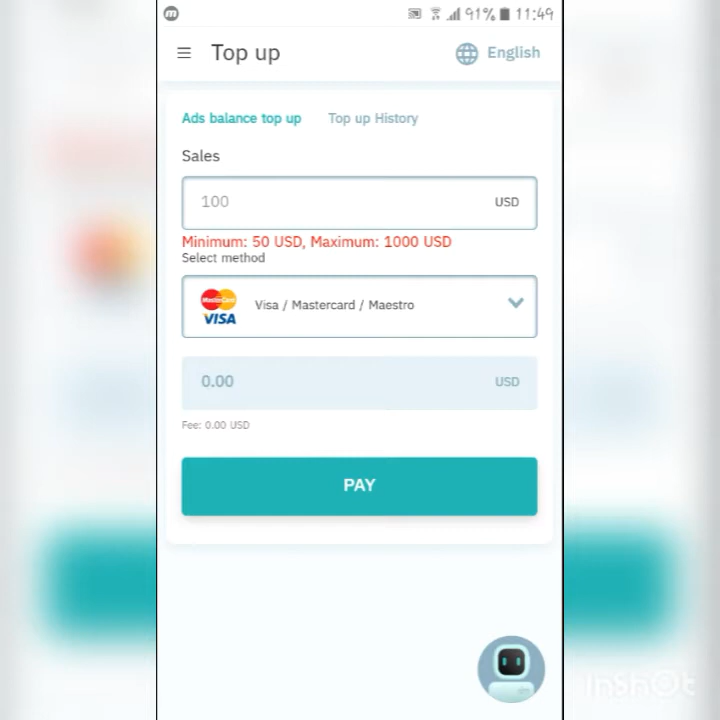 m 91% 11:49
Top up English
Ads balance top up Top up History
Sales
100 USD
Minimum: 50 USD, Maximum: 1000 USD
Select method
MasterCard
VISA
Visa / Mastercard / Maestro
0.00 USD
Fee: 0.00 USD
PAY
InShOt